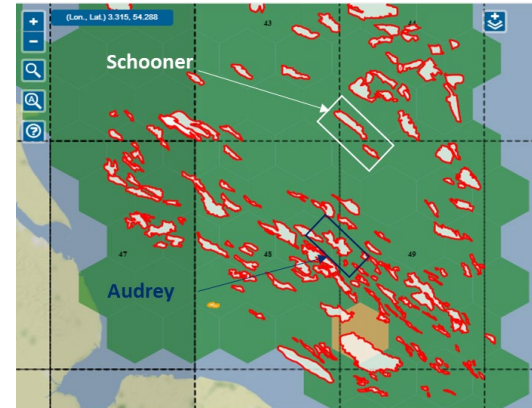 +
(Lon., Lat.) 3.315, 54.288
43
44
−
Schooner
A
?
47
48
49
Audrey